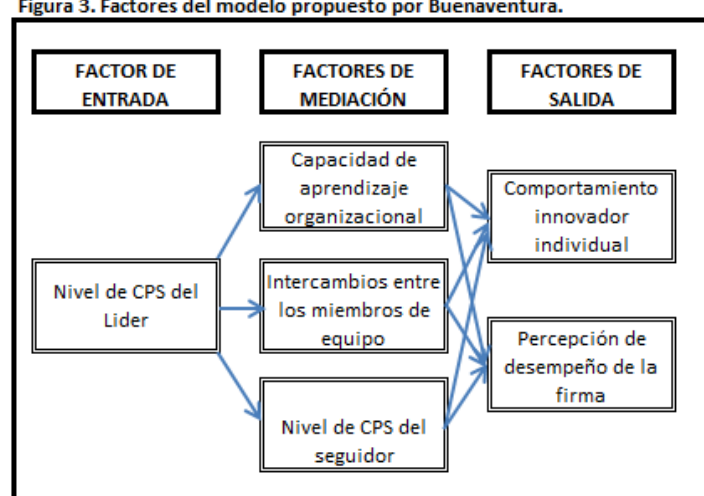 Figura 3. Factores del modelo propuesto por Buenaventura.
FACTOR DE
ENTRADA
FACTORES DE
MEDIACIÓN
FACTORES DE
SALIDA
Capacidad de
aprendizaje
organizacional
Comportamiento
innovador
individual
Nivel de CPS del
Lider
Intercambios entre
los miembros de
equipo
Percepción de
desempeño de la
firma
Nivel de CPS del
seguidor